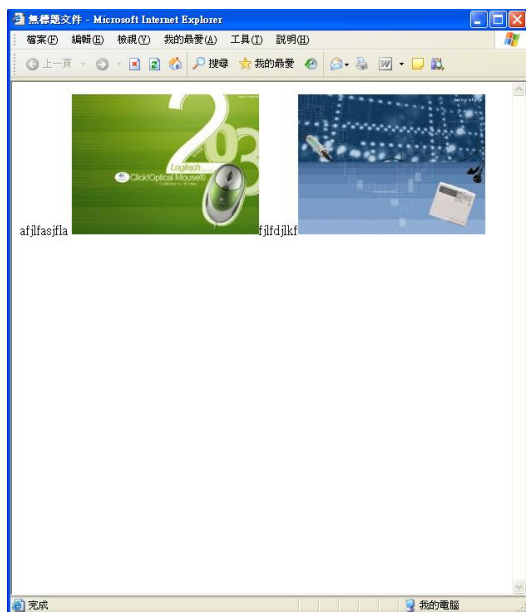 無標題文件 - Microsoft Internet Explorer
檔案(F) 編輯(E) 檢視(V) 我的最愛(A) 工具(T) 說明(H)
上一頁 搜尋 我的最愛
2
03
Logitech
Click!Optical Mouse
afjlfasjfla fjlfdjlkf
完成 我的電腦